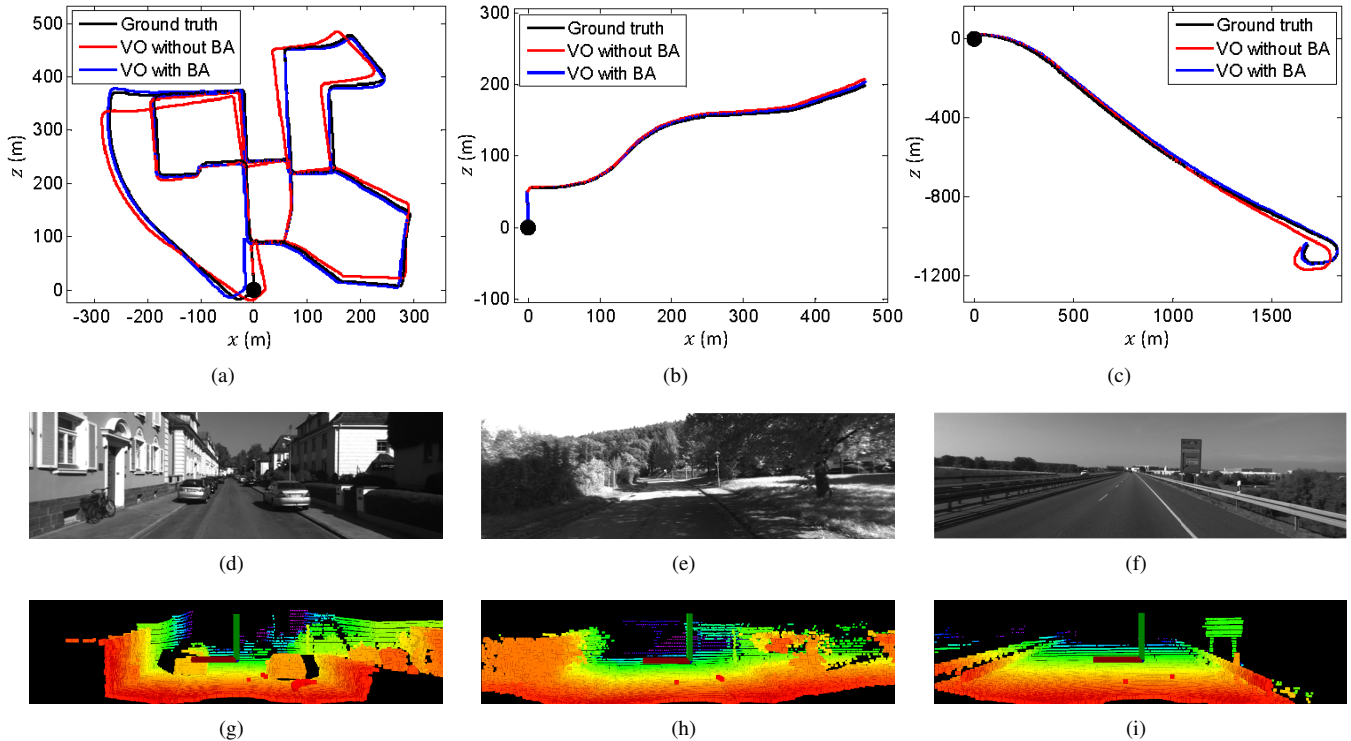 500
400
300
200
100
0
z (m)
-300
-200
-100
0
100
200
300
x (m)
Ground truth
VO without BA
VO with BA
(a)
300
200
100
0
-100
z (m)
0
100
200
300
400
500
x (m)
Ground truth
VO without BA
VO with BA
(b)
0
-400
-800
-1200
z (m)
0
500
1000
1500
x (m)
Ground truth
VO without BA
VO with BA
(c)
(d)
(e)
(f)
(g)
(h)
(i)